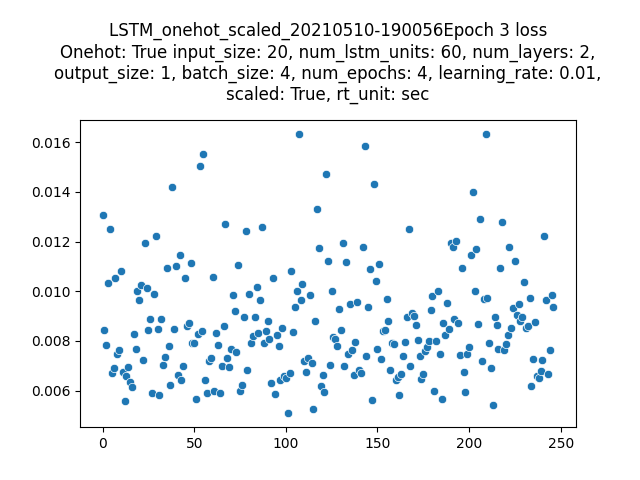 LSTM_onehot_scaled_20210510-190056Epoch 3 loss
Onehot: True input_size: 20, num_lstm_units: 60, num_layers: 2,
output_size: 1, batch_size: 4, num_epochs: 4, learning_rate: 0.01,
scaled: True, rt_unit: sec
0.016
0.014
0.012
0.010
0.008
0.006
0 50 100 150 200 250